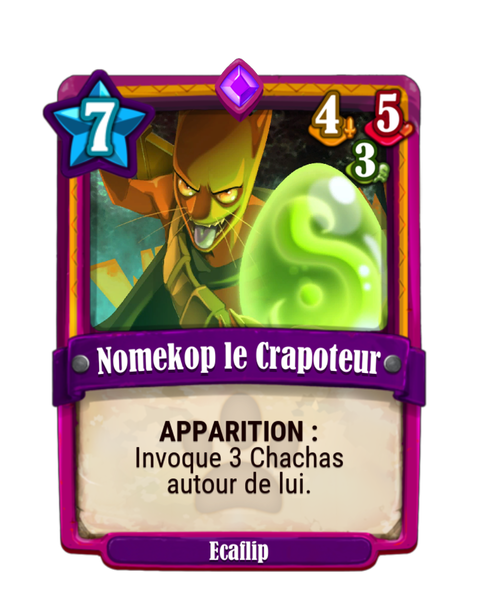 7
4
5
3
Nomekop le Crapoteur
APPARITION :
Invoque 3 Chachas
autour de lui.
Ecaflip